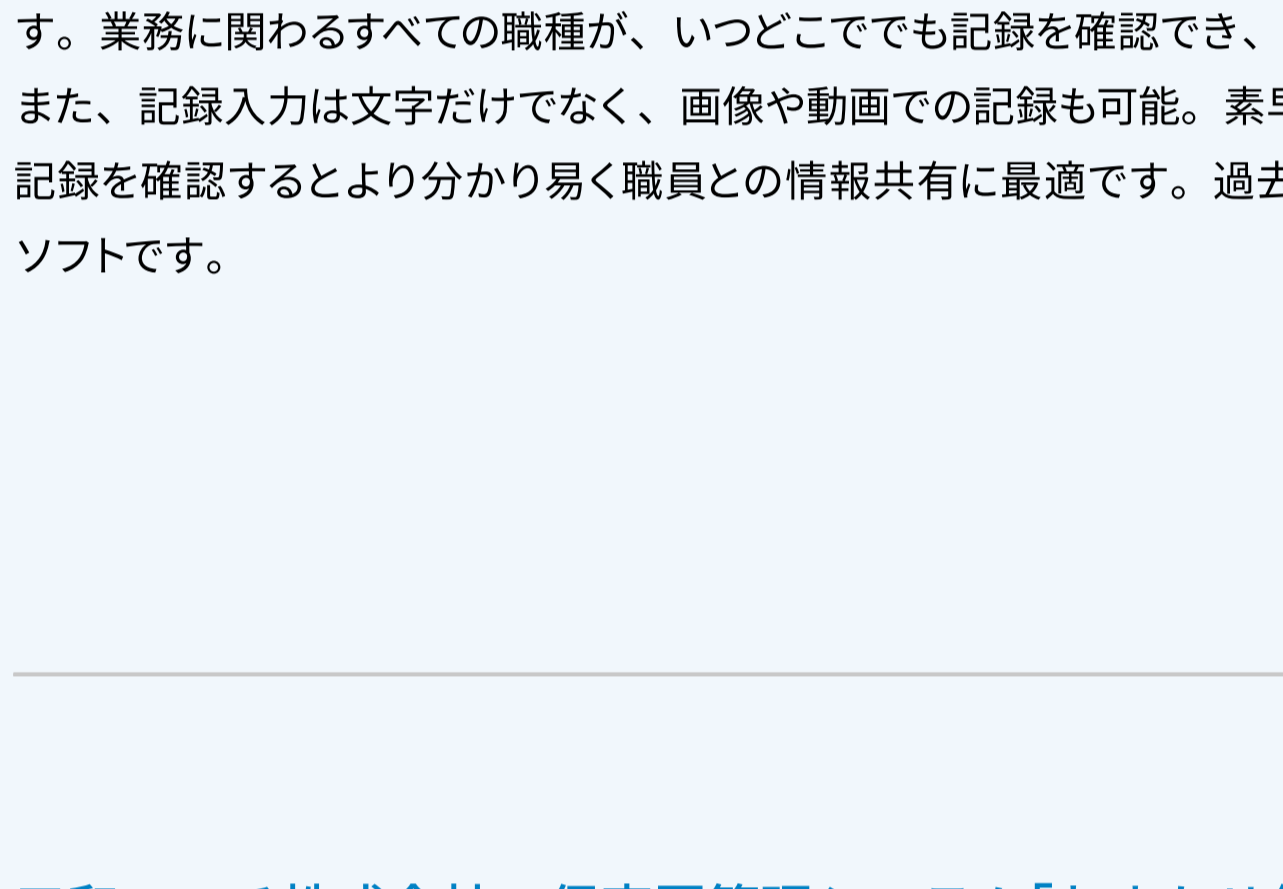 す。業務に関わるすべての職種が、いつどこででも記録を確認でき、
また、記録入力は文字だけでなく、画像や動画での記録も可能。素早
記録を確認するとより分かり易く職員との情報共有に最適です。過去
ソフトです。